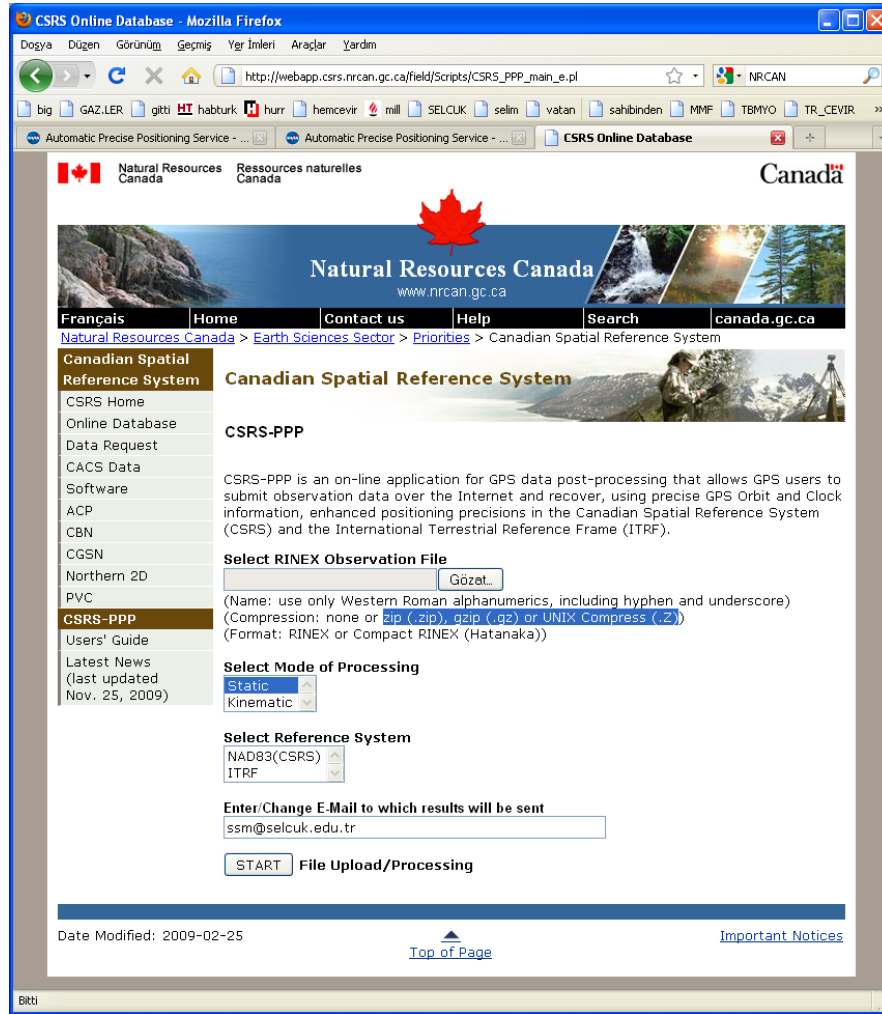 CSRS Online Database - Mozilla Firefox
Dosya Düzen Görünüm Geçmiş Yer İmleri Araçlar Yardım
http://webapp.csrs.nrcan.gc.ca/field/Scripts/CSRS_PPP_main_e.pl
NRCAN
big GAZ.LER gitti HT habturk hurr hemcevir mill SELCUK selim vatan sahibinden MMF TBMYO TR_CEVIR »
Automatic Precise Positioning Service - ... Automatic Precise Positioning Service - ... CSRS Online Database
Natural Resources Canada
Ressources naturelles Canada
Canada
Natural Resources Canada
www.nrcan.gc.ca
Français Home Contact us Help Search canada.gc.ca
Natural Resources Canada > Earth Sciences Sector > Priorities > Canadian Spatial Reference System
Canadian Spatial
Reference System
CSRS Home
Online Database
Data Request
CACS Data
Software
ACP
CBN
CGSN
Northern 2D
PVC
CSRS-PPP
Users' Guide
Latest News
(last updated
Nov. 25, 2009)
Canadian Spatial Reference System
CSRS-PPP
CSRS-PPP is an on-line application for GPS data post-processing that allows GPS users to
submit observation data over the Internet and recover, using precise GPS Orbit and Clock
information, enhanced positioning precisions in the Canadian Spatial Reference System
(CSRS) and the International Terrestrial Reference Frame (ITRF).
Select RINEX Observation File
Gözat...
(Name: use only Western Roman alphanumerics, including hyphen and underscore)
(Compression: none or zip (.zip), gzip (.gz) or UNIX Compress (.Z))
(Format: RINEX or Compact RINEX (Hatanaka))
Select Mode of Processing
Static
Kinematic
Select Reference System
NAD83(CSRS)
ITRF
Enter/Change E-Mail to which results will be sent
ssm@selcuk.edu.tr
START File Upload/Processing
Date Modified: 2009-02-25
Top of Page
Important Notices
Bitti